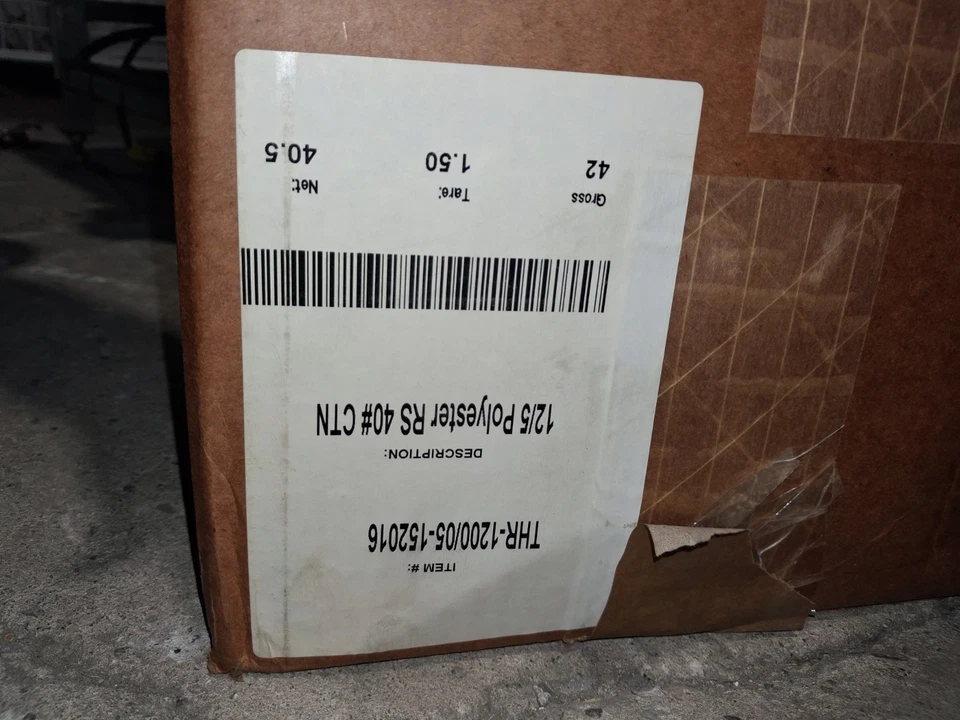 ITEM #:
THR-1200/05-152016
DESCRIPTION:
12/5 Polyester RS 40# CTN
Gross Tare: Net:
42 1.50 40.5